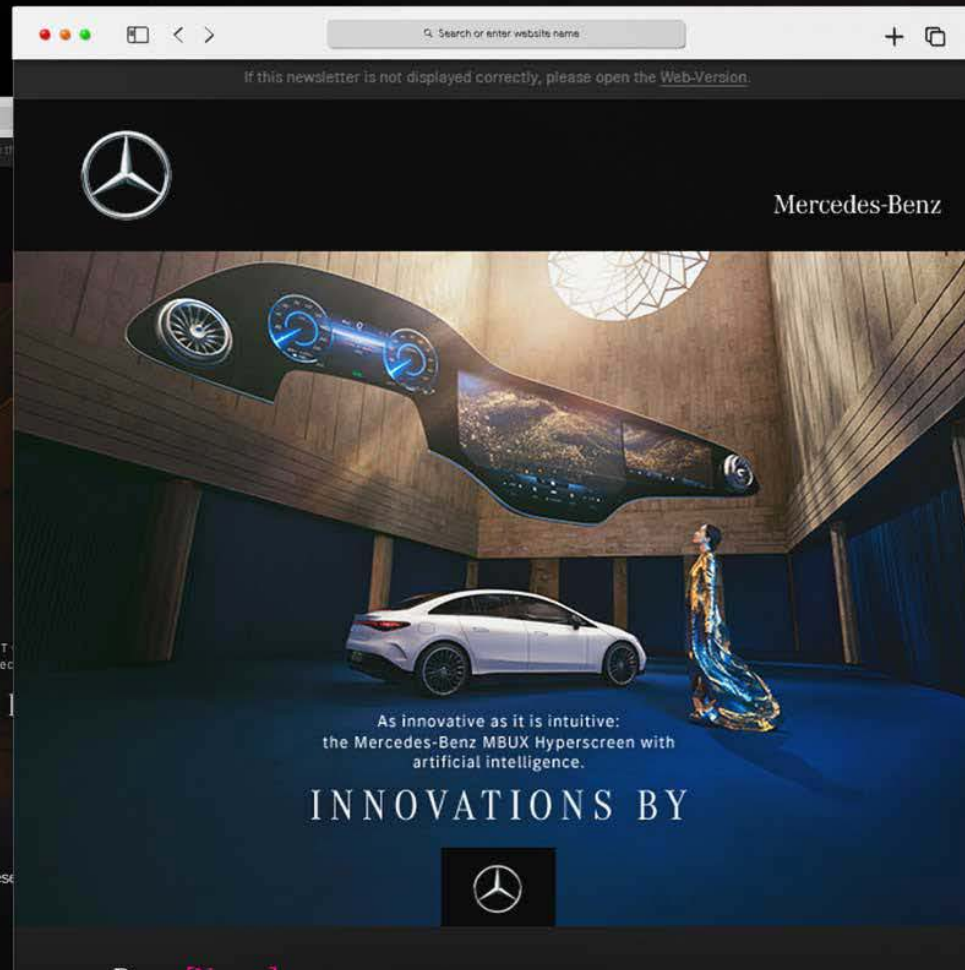 Search or enter website name
If this newsletter is not displayed correctly, please open the Web-Version.
Mercedes-Benz
As innovative as it is intuitive:
the Mercedes-Benz MBUX Hyperscreen with
artificial intelligence.
INNOVATIONS BY